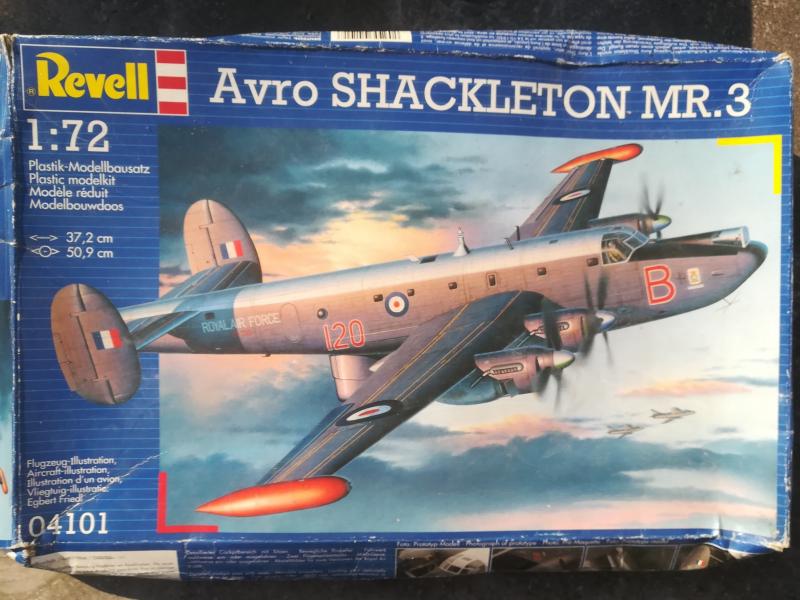 Revell
®
Avro SHACKLETON MR.3
1:72
Plastik-Modellbausatz
Plastic modelkit
Modèle réduit
Modelbouwdoos
37,2 cm
50,9 cm
B
ROYAL AIR FORCE
120
Flugzeug-Illustration,
Aircraft-illustration,
Illustration d'un avion,
Vliegtuig-illustratie:
Egbert Friedl
04101